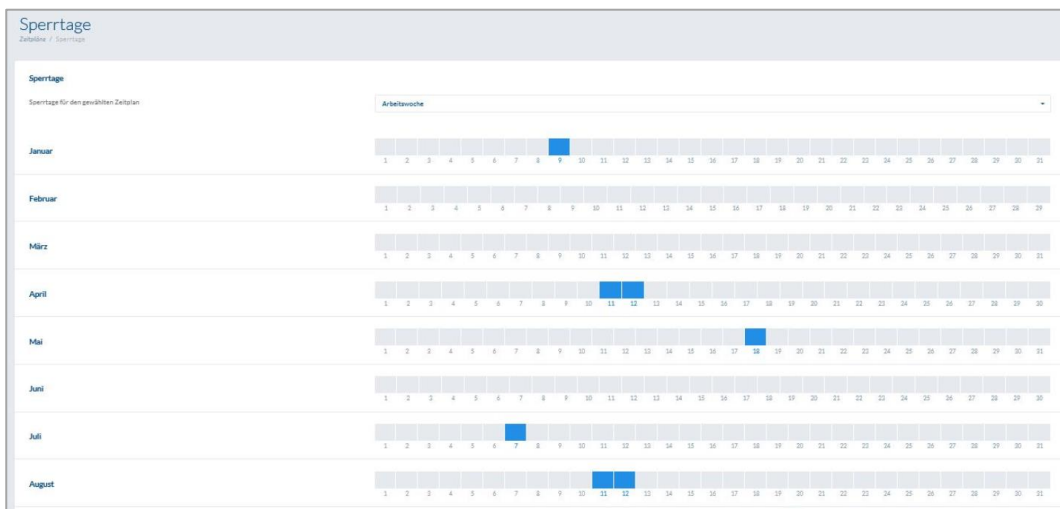 Sperrtage
Zeitpläne / Sperrtage
Sperrtage
Sperrtage für den gewählten Zeitplan Arbeitswoche
Januar
1 2 3 4 5 6 7 8 9 10 11 12 13 14 15 16 17 18 19 20 21 22 23 24 25 26 27 28 29 30 31
Februar
1 2 3 4 5 6 7 8 9 10 11 12 13 14 15 16 17 18 19 20 21 22 23 24 25 26 27 28 29
März
1 2 3 4 5 6 7 8 9 10 11 12 13 14 15 16 17 18 19 20 21 22 23 24 25 26 27 28 29 30 31
April
1 2 3 4 5 6 7 8 9 10 11 12 13 14 15 16 17 18 19 20 21 22 23 24 25 26 27 28 29 30
Mai
1 2 3 4 5 6 7 8 9 10 11 12 13 14 15 16 17 18 19 20 21 22 23 24 25 26 27 28 29 30 31
Juni
1 2 3 4 5 6 7 8 9 10 11 12 13 14 15 16 17 18 19 20 21 22 23 24 25 26 27 28 29 30
Juli
1 2 3 4 5 6 7 8 9 10 11 12 13 14 15 16 17 18 19 20 21 22 23 24 25 26 27 28 29 30 31
August
1 2 3 4 5 6 7 8 9 10 11 12 13 14 15 16 17 18 19 20 21 22 23 24 25 26 27 28 29 30 31